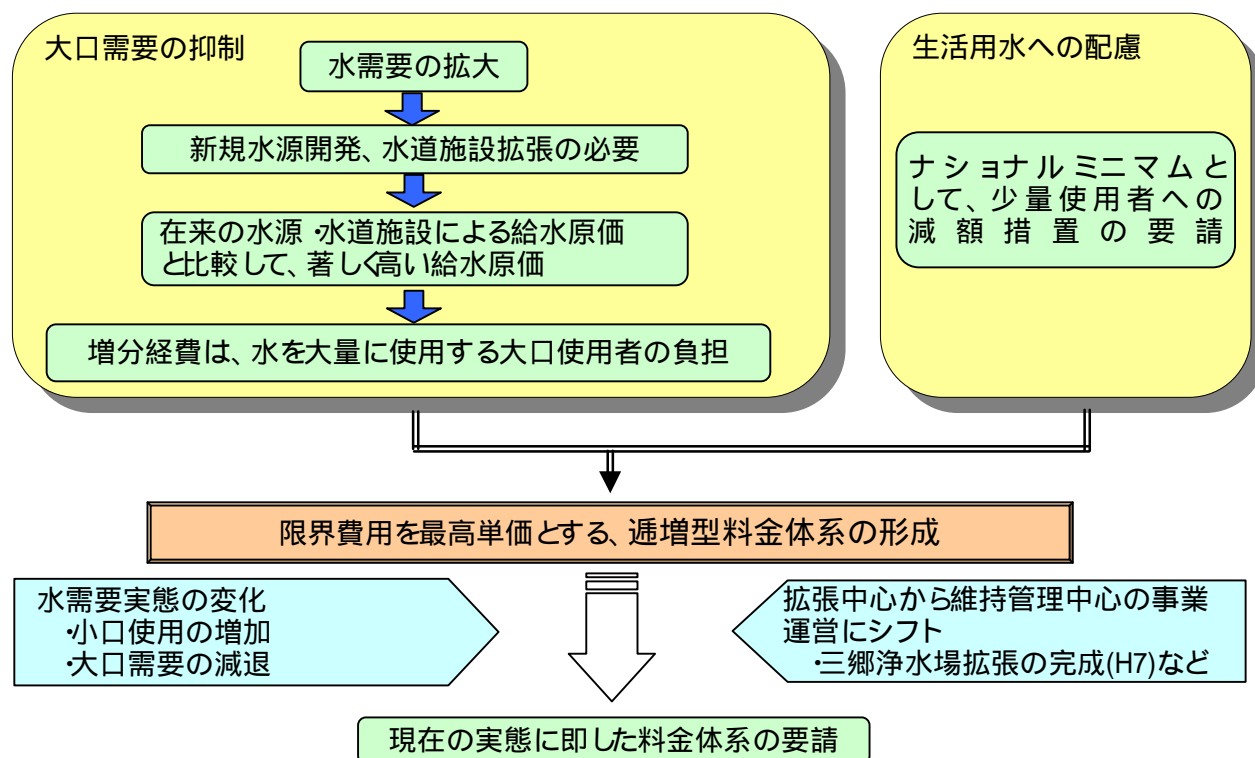 大口需要の抑制
水需要の拡大
新規水源開発、水道施設拡張の必要
在来の水源・水道施設による給水原価
と比較して、著しく高い給水原価
増分経費は、水を大量に使用する大口使用者の負担
生活用水への配慮
ナショナルミニマムと
して、少量使用者への
減額措置の要請
限界費用を最高単価とする、逓増型料金体系の形成
水需要実態の変化
・小口使用の増加
・大口需要の減退
拡張中心から維持管理中心の事業
運営にシフト
・三郷浄水場拡張の完成(H7)など
現在の実態に即した料金体系の要請